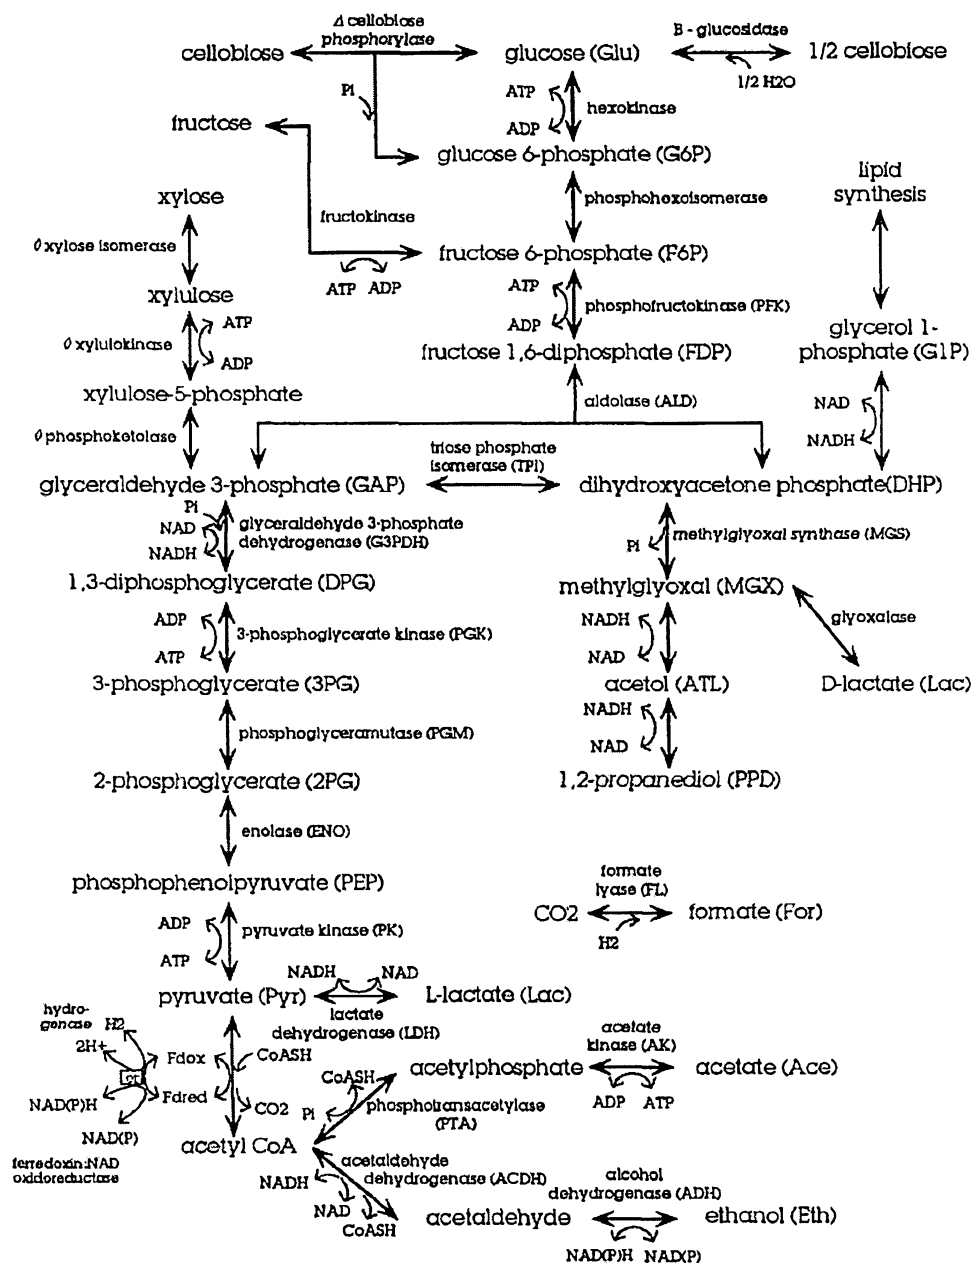 Δ cellobiose
phosphorylase
cellobiose
glucose (Glu)
B - glucosidase
1/2 cellobiose
1/2 H2O
Pi
ATP
ADP
hexokinase
fructose
glucose 6-phosphate (G6P)
lipid
synthesis
xylose
phosphohexoisomerase
fructokinase
◊ xylose isomerase
fructose 6-phosphate (F6P)
ATP ADP
xylulose
ATP
ADP
phosphofructokinase (PFK)
ATP
ADP
◊ xylulokinase
glycerol 1-
phosphate (G1P)
fructose 1,6-diphosphate (FDP)
xylulose-5-phosphate
aldolase (ALD)
NAD
NADH
◊ phosphoketolase
triose phosphate
isomerase (TPI)
glyceraldehyde 3-phosphate (GAP)
dihydroxyacetone phosphate(DHP)
Pi
NAD
NADH
glyceraldehyde 3-phosphate
dehydrogenase (G3PDH)
Pi
methylglyoxal synthase (MGS)
1,3-diphosphoglycerate (DPG)
methylglyoxal (MGX)
ADP
ATP
3-phosphoglycerate kinase (PGK)
NADH
NAD
glyoxalase
3-phosphoglycerate (3PG)
acetol (ATL)
D-lactate (Lac)
NADH
NAD
phosphoglyceramutase (PGM)
2-phosphoglycerate (2PG)
1,2-propanediol (PPD)
enolase (ENO)
phosphophenolpyruvate (PEP)
formate
lyase (FL)
CO2
formate (For)
H2
ADP
ATP
pyruvate kinase (PK)
NADH
NAD
pyruvate (Pyr)
L-lactate (Lac)
lactate
dehydrogenase (LDH)
hydro-
genase
H2
2H+
Fdox
CoASH
Fdred
NAD(P)H
CO2
NAD(P)
ferredoxin:NAD
oxidoreductase
acetyl CoA
CoASH
Pi
acetylphosphate
phosphotransacetylase
(PTA)
acetate
kinase (AK)
acetate (Ace)
ADP ATP
acetaldehyde
dehydrogenase (ACDH)
NADH
NAD
CoASH
acetaldehyde
alcohol
dehydrogenase (ADH)
ethanol (Eth)
NAD(P)H NAD(P)